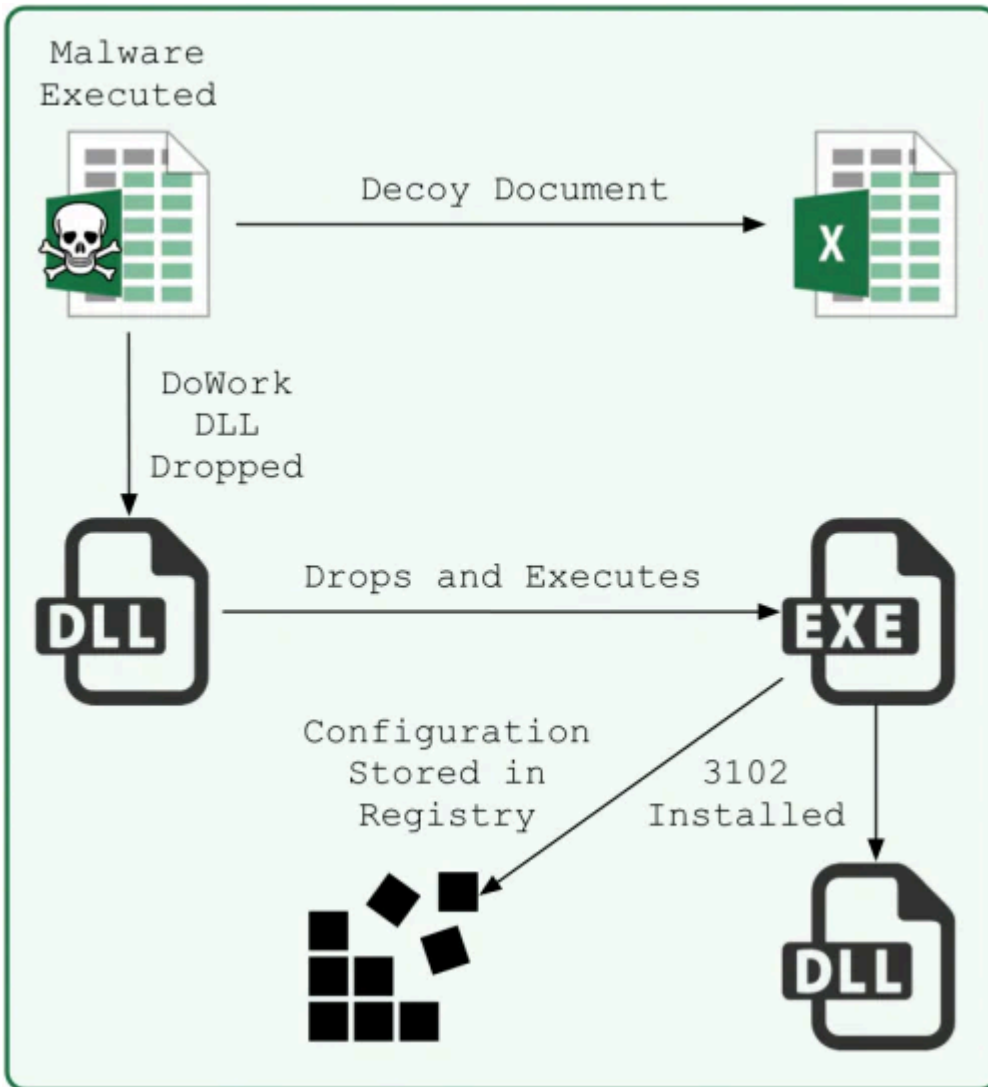 Malware
Executed
Decoy Document
X
DoWork
DLL
Dropped
DLL
Drops and Executes
EXE
Configuration
Stored in
Registry
3102
Installed
DLL